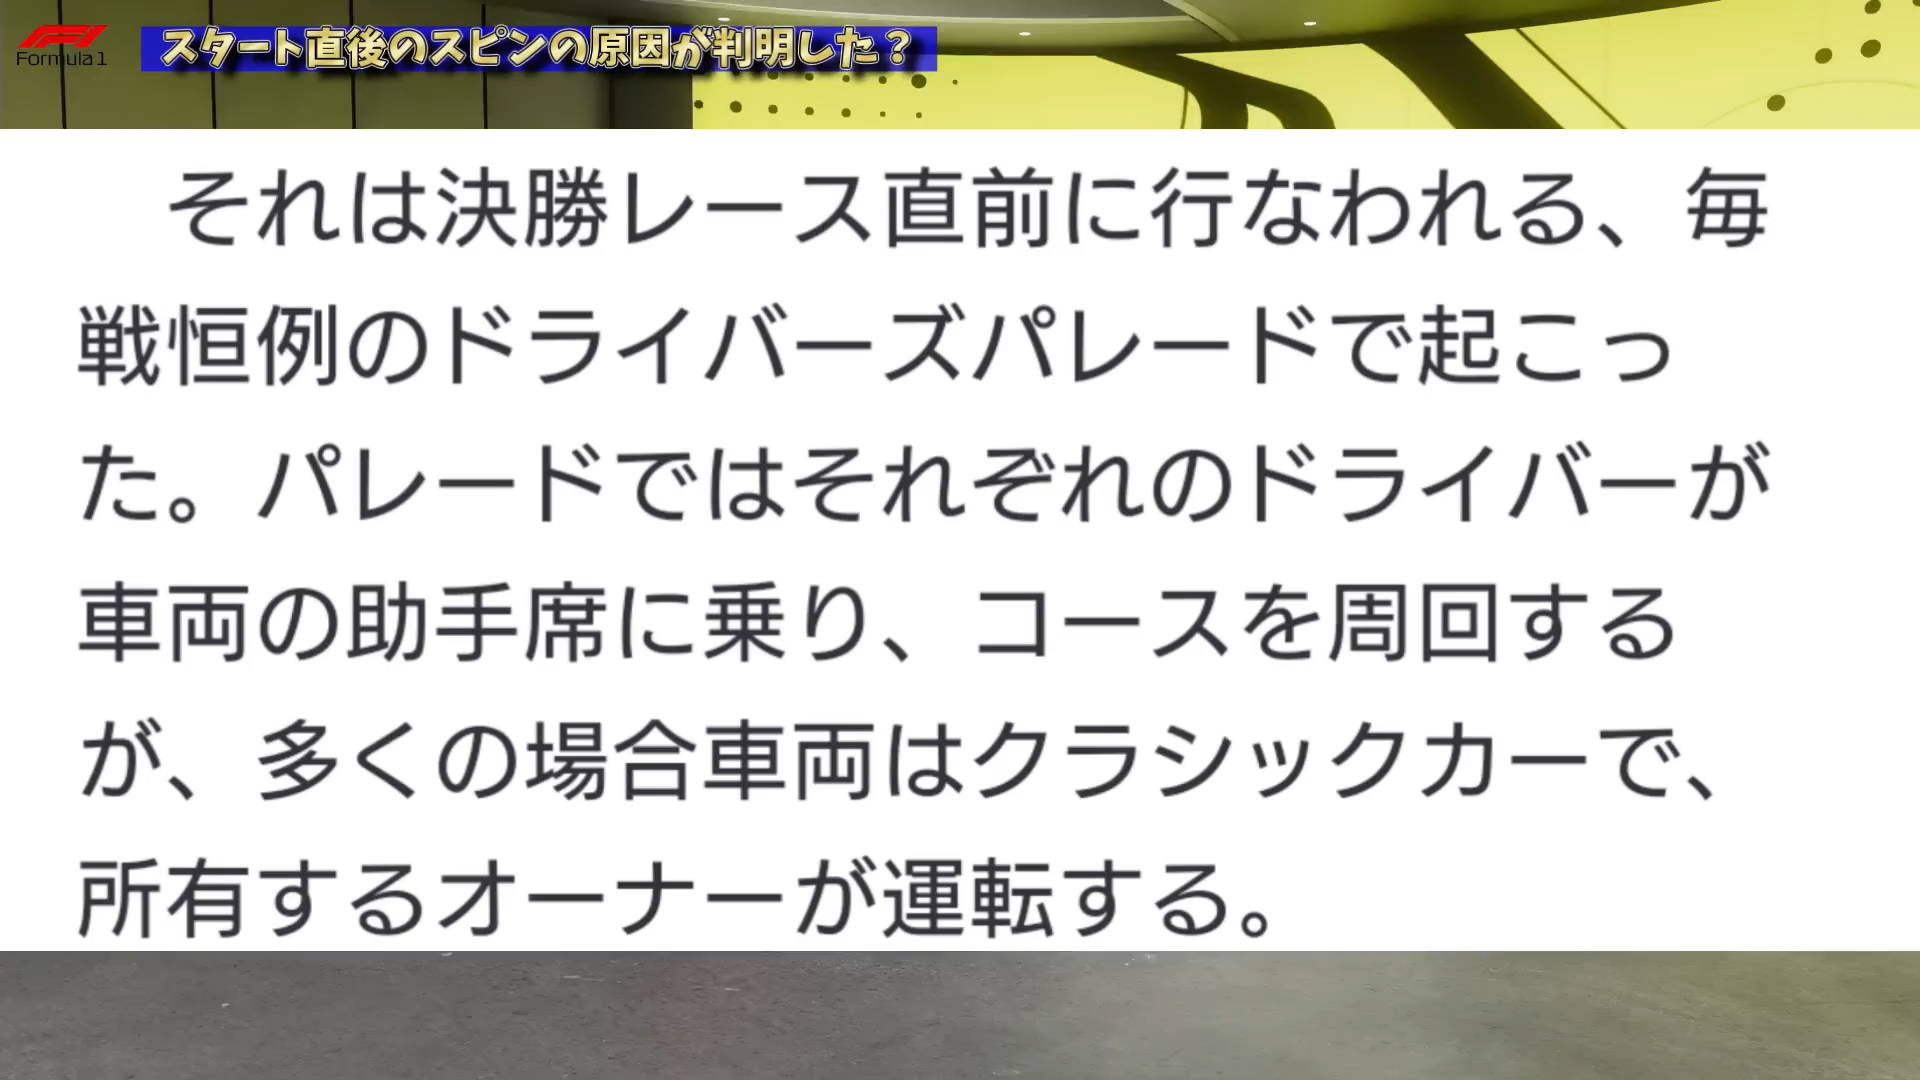 Formula 1
スタート直後のスピンの原因が判明した？
それは決勝レース直前に行なわれる、毎
戦恒例のドライバーズパレードで起こっ
た。パレードではそれぞれのドライバーが
車両の助手席に乗り、コースを周回する
が、多くの場合車両はクラシックカーで、
所有するオーナーが運転する。